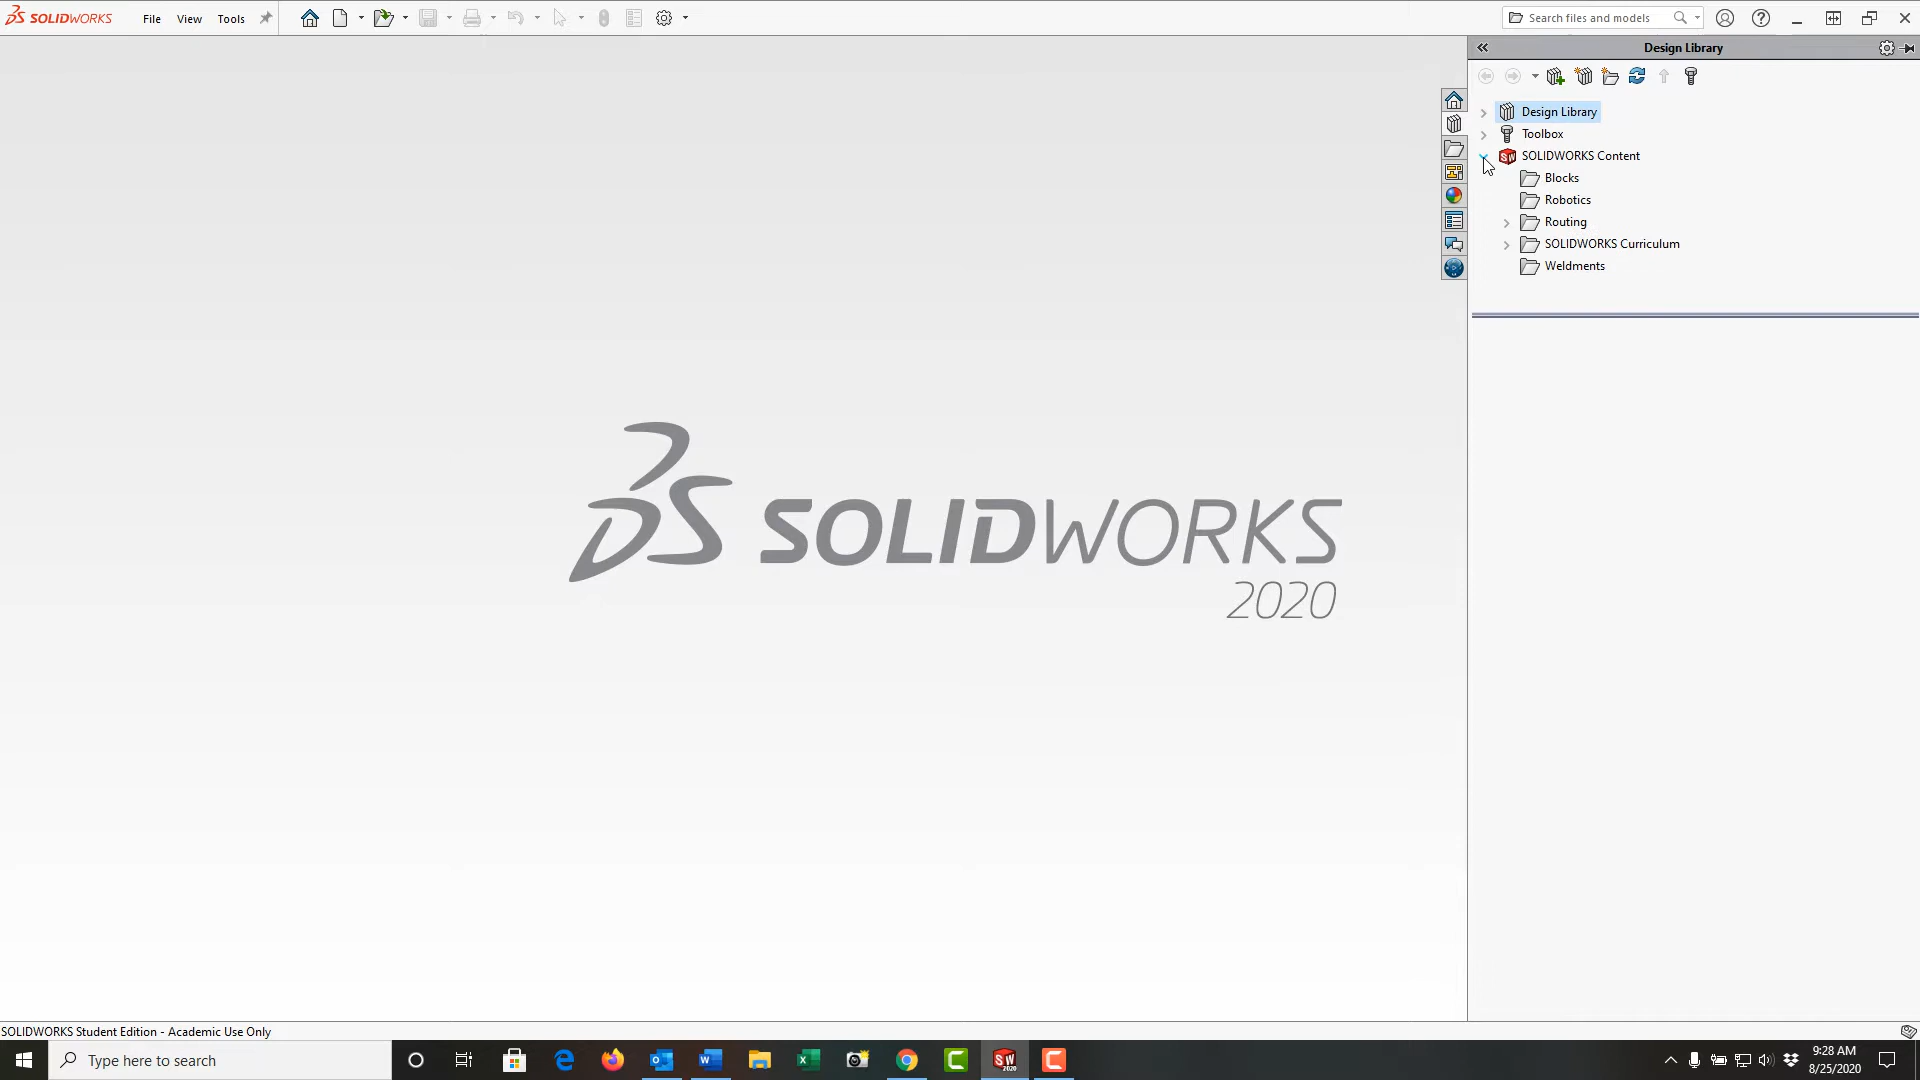 SOLIDWORKS File View Tools Search files and models
Design Library
Design Library
Toolbox
SOLIDWORKS Content
Blocks
Robotics
Routing
SOLIDWORKS Curriculum
Weldments
SOLIDWORKS
2020
SOLIDWORKS Student Edition - Academic Use Only
Type here to search
9:28 AM
8/25/2020